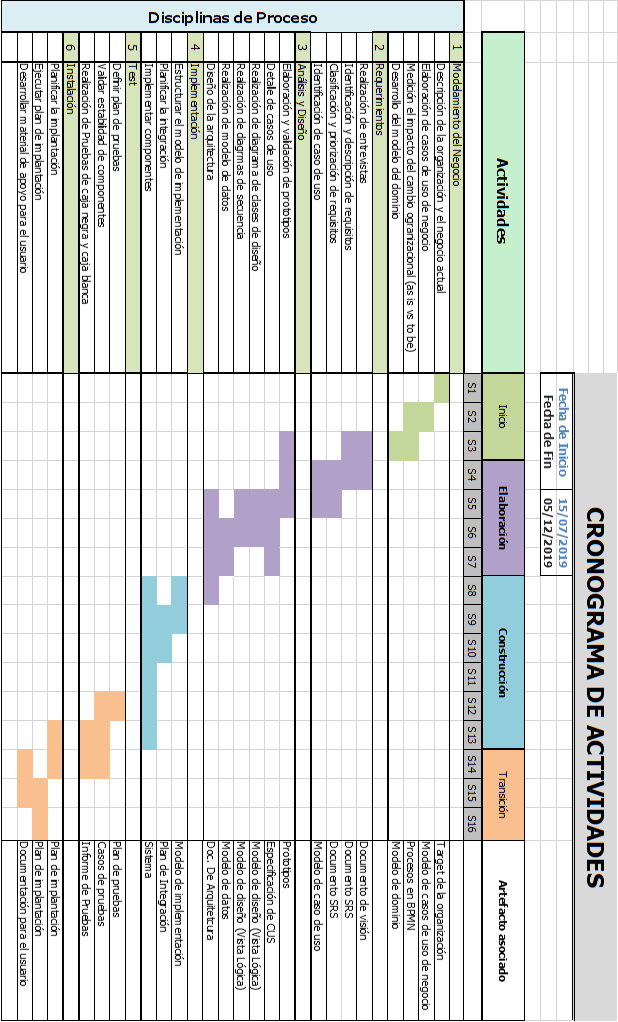 CRONOGRAMA DE ACTIVIDADES
Fecha de Inicio 15/07/2019
Fecha de Fin 05/12/2019
Actividades Inicio Elaboración Construcción Transición Artefacto asociado
S1 S2 S3 S4 S5 S6 S7 S8 S9 S10 S11 S12 S13 S14 S15 S16
Disciplinas de Proceso
1 Modelamiento del Negocio
Descripción de la organización y el negocio actual Target de la organización
Elaboración de casos de uso de negocio Modelo de casos de uso de negocio
Medición el impacto del cambio ogranizacional (as is vs to be) Procesos en BPMN
Desarrollo del modelo del dominio Modelo de dominio
2 Requerimientos
Realización de entrevistas Documento de visión
Identificación y descripción de requisitos Documento SRS
Clasificación y priorización de requisitos Documento SRS
Identificación de caso de uso Modelo de caso de uso
3 Análisis y Diseño
Elaboración y validación de prototipos Prototipos
Detalle de casos de uso Especificación de CUS
Realización de diagrama de clases de diseño Modelo de diseño (Vista Lógica)
Realización de diagrmas de secuencia Modelo de diseño (Vista Lógica)
Realización de modelo de datos Modelo de datos
Diseño de la arquitectura Doc. De Arquitetcura
4 Implementación
Estructurar el modelo de implementación Modelo de implementación
Planificar la integración Plan de Integración
Implementar componentes Sistema
5 Test
Definir plan de pruebas Plan de pruebas
Validar estabilidad de componentes Casos de pruebas
Realización de Pruebas de caja negra y caja blanca Informe de Pruebas
6 Instalación
Planificar la implantación Plan de implantación
Ejecutar plan de implantación Plan de implantación
Desarrollar material de apoyo para el usuario Documentación para el usuario